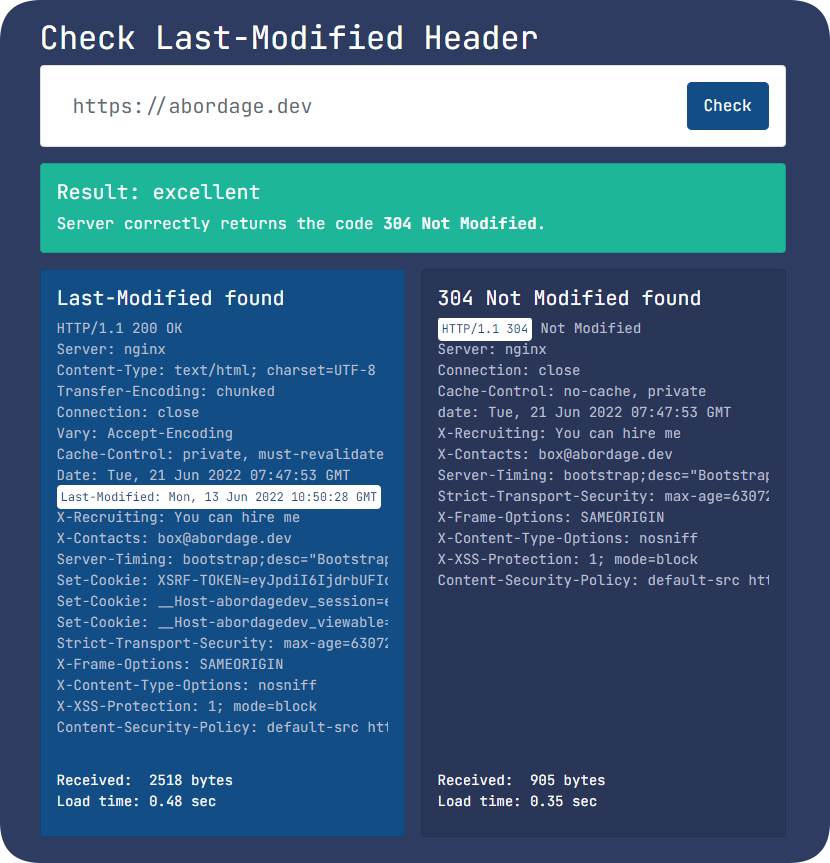 Check Last-Modified Header
https://abordage.dev
Check
Result: excellent
Server correctly returns the code 304 Not Modified.
Last-Modified found
HTTP/1.1 200 OK
Server: nginx
Content-Type: text/html; charset=UTF-8
Transfer-Encoding: chunked
Connection: close
Vary: Accept-Encoding
Cache-Control: private, must-revalidate
Date: Tue, 21 Jun 2022 07:47:53 GMT
Last-Modified: Mon, 13 Jun 2022 10:50:28 GMT
X-Recruiting: You can hire me
X-Contacts: box@abordage.dev
Server-Timing: bootstrap;desc="Bootstrap
Set-Cookie: XSRF-TOKEN=eyJpdiI6IjdrbUFI
Set-Cookie: __Host-abordagedev_session=
Set-Cookie: __Host-abordagedev_viewable=
Strict-Transport-Security: max-age=63072
X-Frame-Options: SAMEORIGIN
X-Content-Type-Options: nosniff
X-XSS-Protection: 1; mode=block
Content-Security-Policy: default-src htt
Received: 2518 bytes
Load time: 0.48 sec
304 Not Modified found
HTTP/1.1 304 Not Modified
Server: nginx
Connection: close
Cache-Control: no-cache, private
date: Tue, 21 Jun 2022 07:47:53 GMT
X-Recruiting: You can hire me
X-Contacts: box@abordage.dev
Server-Timing: bootstrap;desc="Bootstrap
Strict-Transport-Security: max-age=63072
X-Frame-Options: SAMEORIGIN
X-Content-Type-Options: nosniff
X-XSS-Protection: 1; mode=block
Content-Security-Policy: default-src htt
Received: 905 bytes
Load time: 0.35 sec